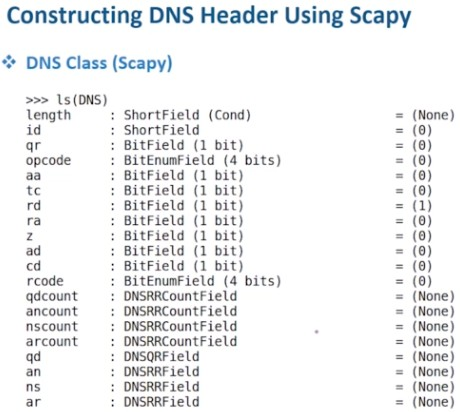 Constructing DNS Header Using Scapy
❖ DNS Class (Scapy)
>>> ls(DNS)
length : ShortField (Cond) = (None)
id : ShortField = (0)
qr : BitField (1 bit) = (0)
opcode : BitEnumField (4 bits) = (0)
aa : BitField (1 bit) = (0)
tc : BitField (1 bit) = (0)
rd : BitField (1 bit) = (1)
ra : BitField (1 bit) = (0)
z : BitField (1 bit) = (0)
ad : BitField (1 bit) = (0)
cd : BitField (1 bit) = (0)
rcode : BitEnumField (4 bits) = (0)
qdcount : DNSRRCountField = (None)
ancount : DNSRRCountField = (None)
nscount : DNSRRCountField = (None)
arcount : DNSRRCountField = (None)
qd : DNSQRField = (None)
an : DNSRRField = (None)
ns : DNSRRField = (None)
ar : DNSRRField = (None)